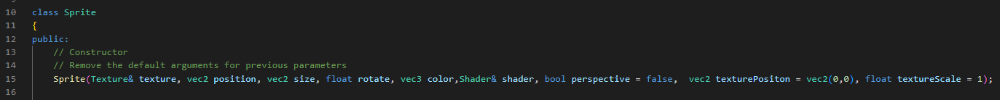 10 class Sprite
11 {
12 public:
13 // Constructor
14 // Remove the default arguments for previous parameters
15 Sprite(Texture& texture, vec2 position, vec2 size, float rotate, vec3 color,Shader& shader, bool perspective = false,  vec2 texturePositon = vec2(0,0), float textureScale = 1);
16